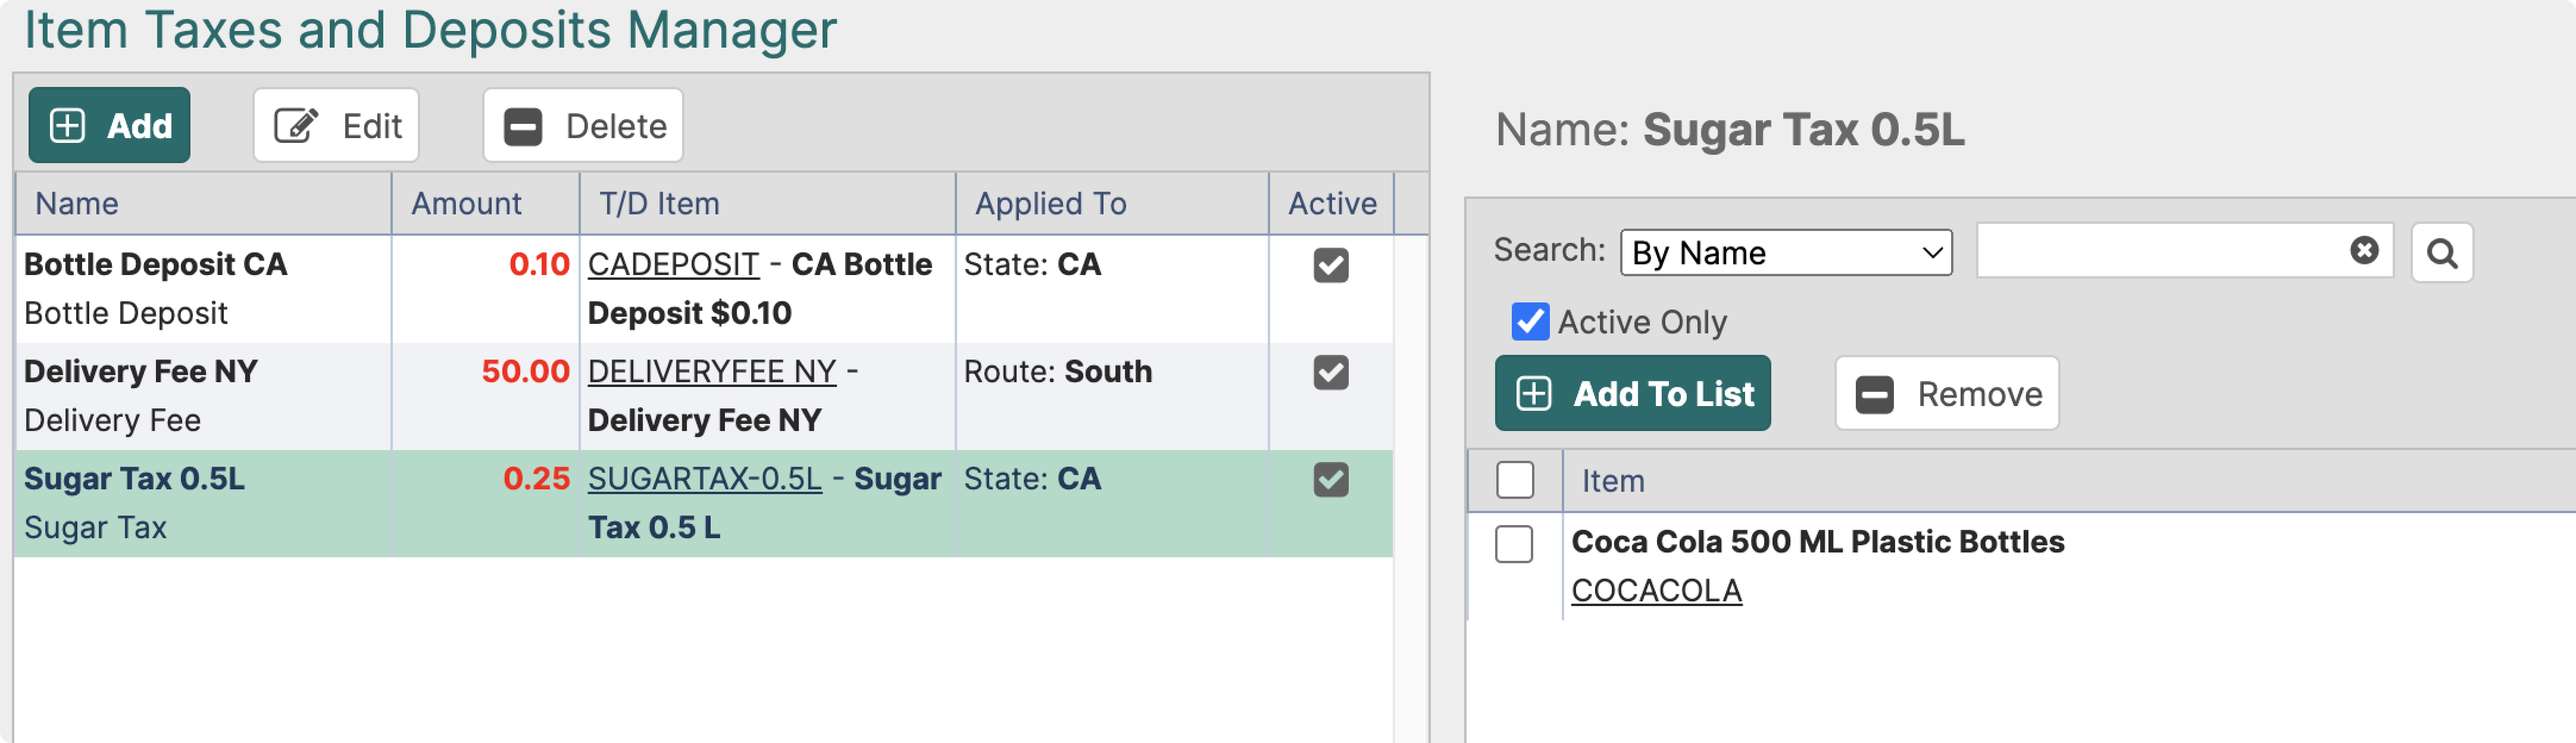 Item Taxes and Deposits Manager
Add
Edit
Delete
Name
Amount
T/D Item
Applied To
Active
Bottle Deposit CA
Bottle Deposit
0.10
CADEPOSIT - CA Bottle
Deposit $0.10
State: CA
Delivery Fee NY
Delivery Fee
50.00
DELIVERYFEE NY -
Delivery Fee NY
Route: South
Sugar Tax 0.5L
Sugar Tax
0.25
SUGARTAX-0.5L - Sugar
Tax 0.5 L
State: CA
Name: Sugar Tax 0.5L
Search:
By Name
Active Only
Add To List
Remove
Item
Coca Cola 500 ML Plastic Bottles
COCACOLA